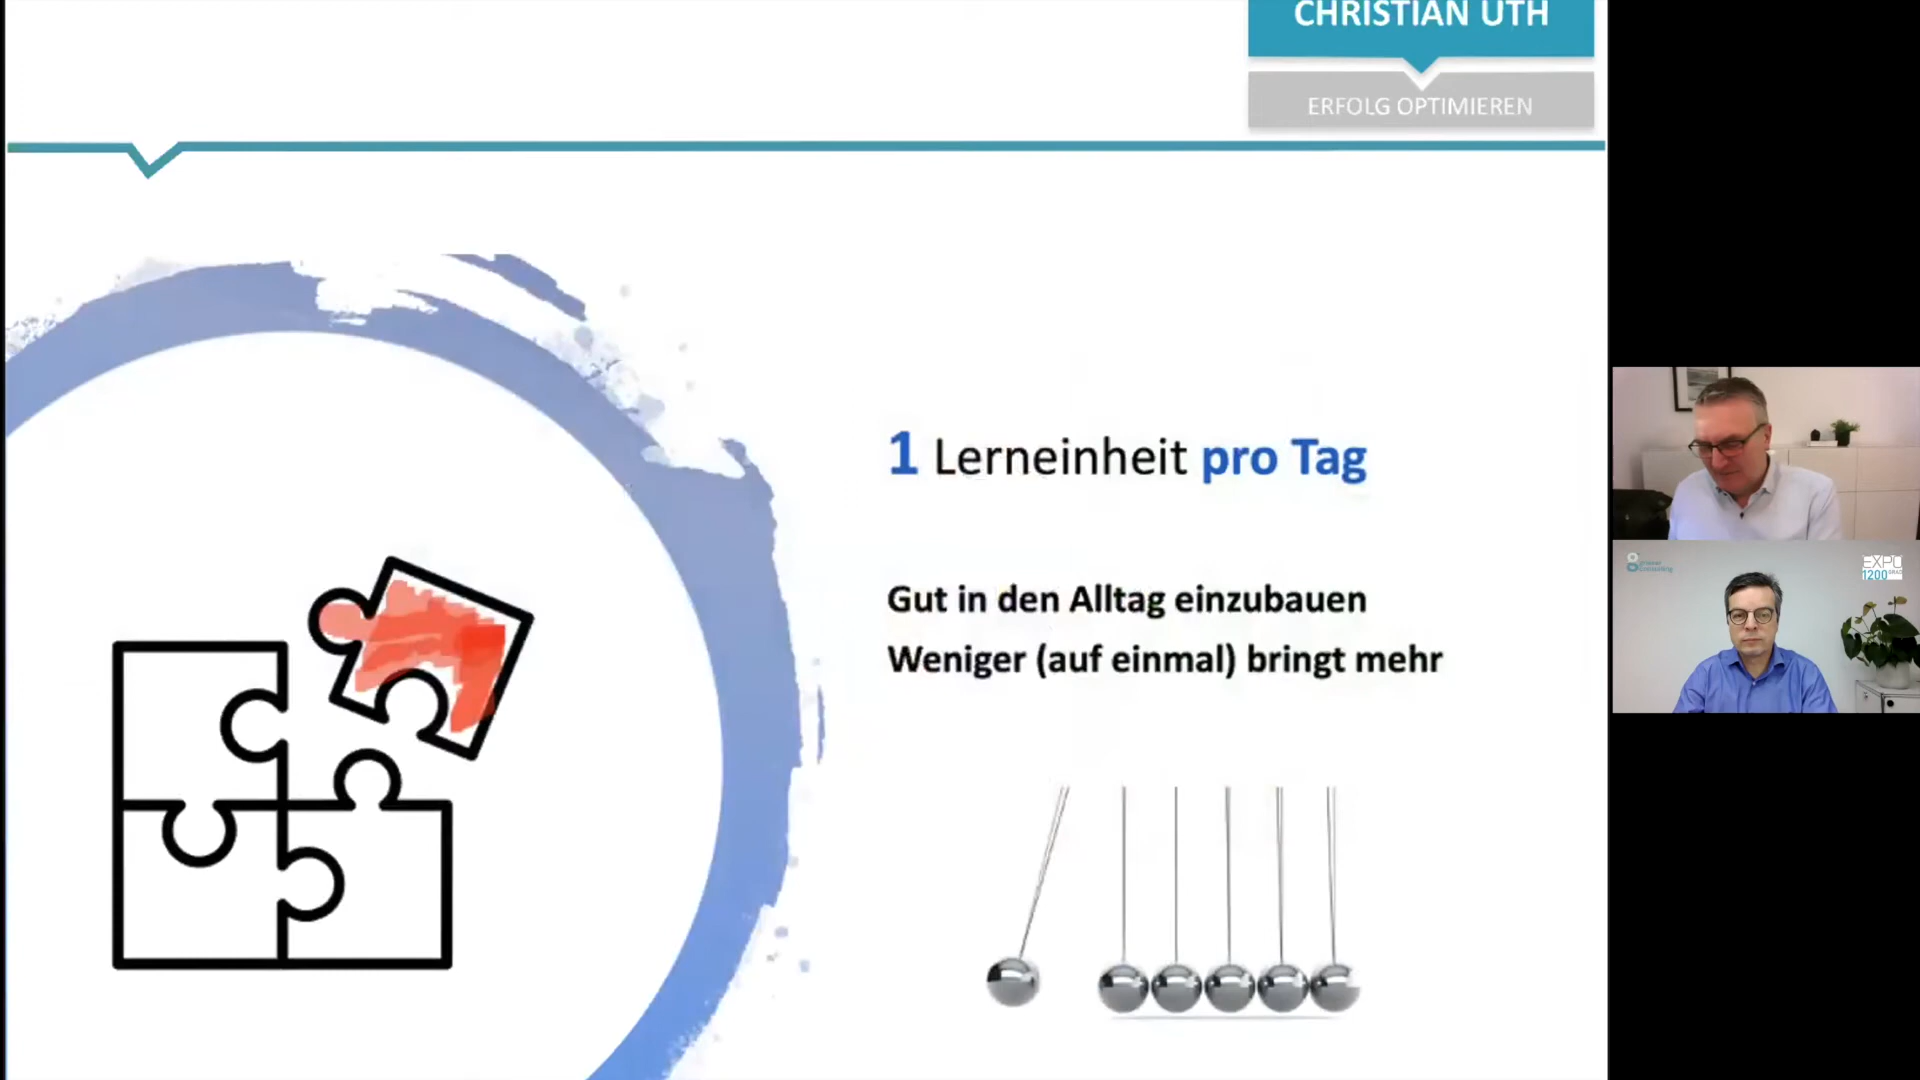 CHRISTIAN UTH
ERFOLG OPTIMIEREN
1 Lerneinheit pro Tag
Gut in den Alltag einzubauen
Weniger (auf einmal) bringt mehr
EXPO
1200 GRAD